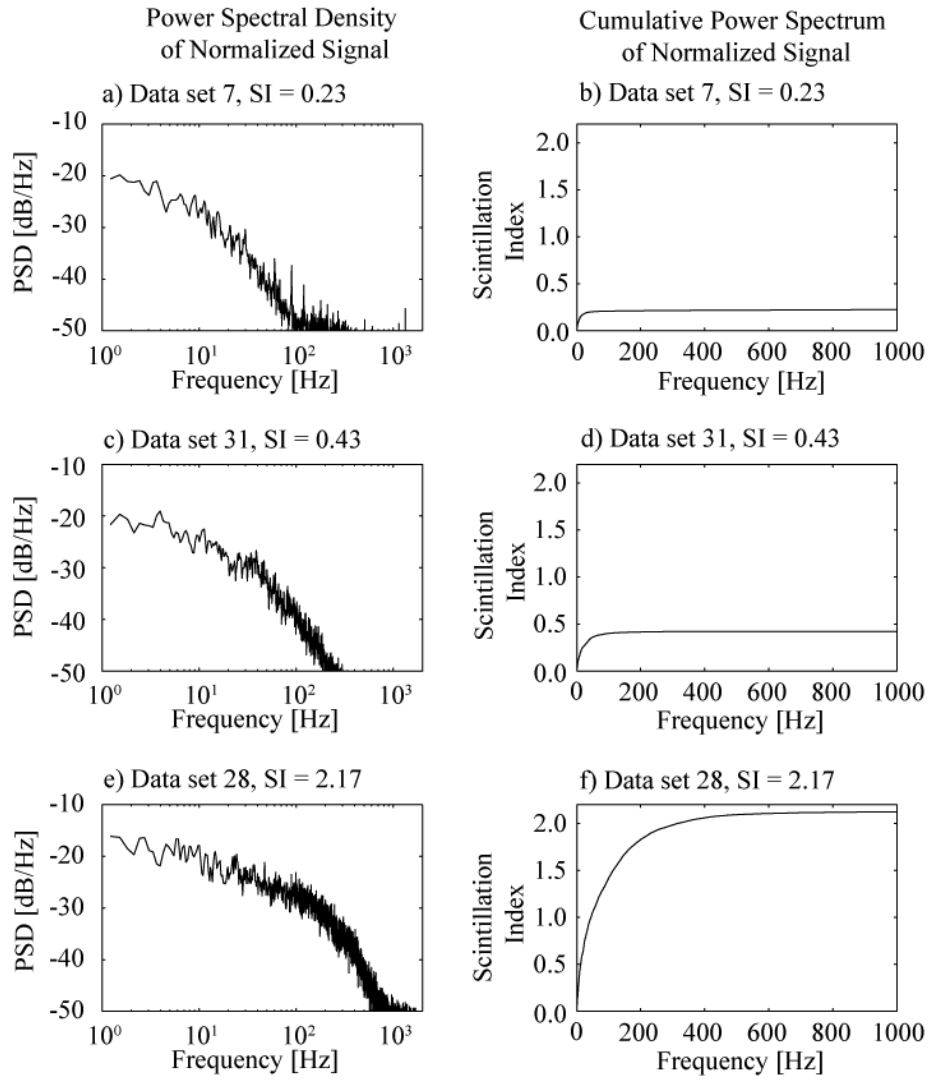 Power Spectral Density
of Normalized Signal
Cumulative Power Spectrum
of Normalized Signal
a) Data set 7, SI = 0.23
-10
-20
-30
-40
-50
PSD [dB/Hz]
10⁰ 10¹ 10² 10³
Frequency [Hz]
b) Data set 7, SI = 0.23
2.0
1.5
1.0
0.5
0.0
Scintillation
Index
0 200 400 600 800 1000
Frequency [Hz]
c) Data set 31, SI = 0.43
-10
-20
-30
-40
-50
PSD [dB/Hz]
10⁰ 10¹ 10² 10³
Frequency [Hz]
d) Data set 31, SI = 0.43
2.0
1.5
1.0
0.5
0.0
Scintillation
Index
0 200 400 600 800 1000
Frequency [Hz]
e) Data set 28, SI = 2.17
-10
-20
-30
-40
-50
PSD [dB/Hz]
10⁰ 10¹ 10² 10³
Frequency [Hz]
f) Data set 28, SI = 2.17
2.0
1.5
1.0
0.5
0.0
Scintillation
Index
0 200 400 600 800 1000
Frequency [Hz]